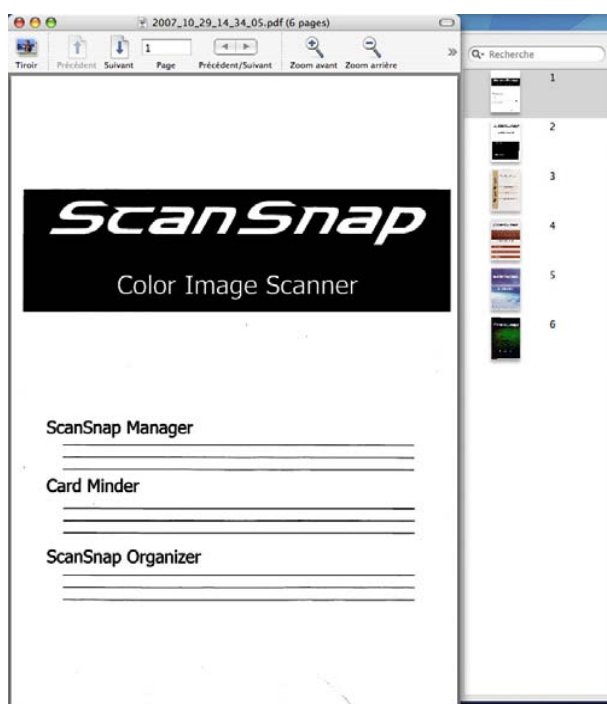 2007_10_29_14_34_05.pdf (6 pages)
1
Tiroir Précédent Suivant Page Précédent/Suivant Zoom avant Zoom arrière
»
Recherche
1
2
3
4
5
6
ScanSnap
Color Image Scanner
ScanSnap Manager
Card Minder
ScanSnap Organizer